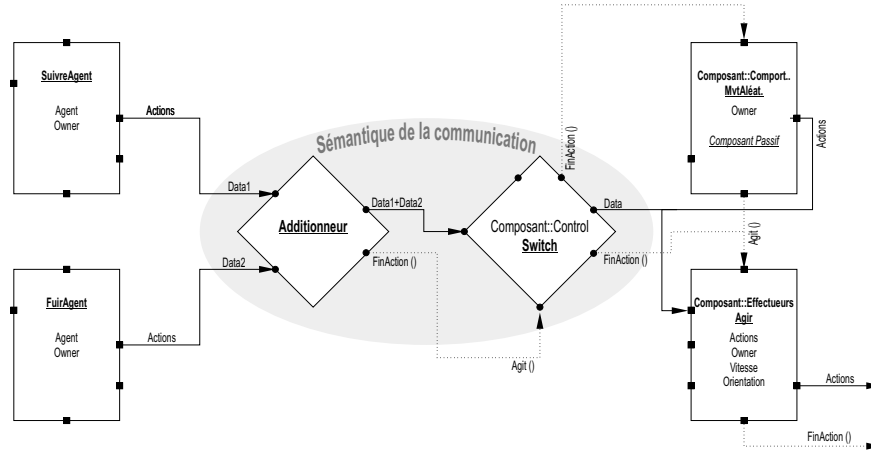 SuivreAgent
Agent
Owner
Actions
Data1
FuirAgent
Agent
Owner
Actions
Data2
Sémantique de la communication
Additionneur
Data1+Data2
FinAction ()
Agit ()
Composant::Control
Switch
FinAction ()
Data
FinAction ()
Composant::Comport..
MvtAléat.
Owner
Composant Passif
Actions
Agit ()
Composant::Effectueurs
Agir
Actions
Owner
Vitesse
Orientation
Actions
FinAction ()